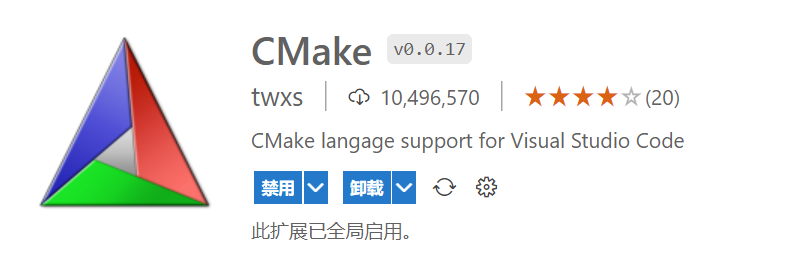 CMake v0.0.17
twxs 10,496,570 (20)
CMake langage support for Visual Studio Code
禁用 卸载
此扩展已全局启用。